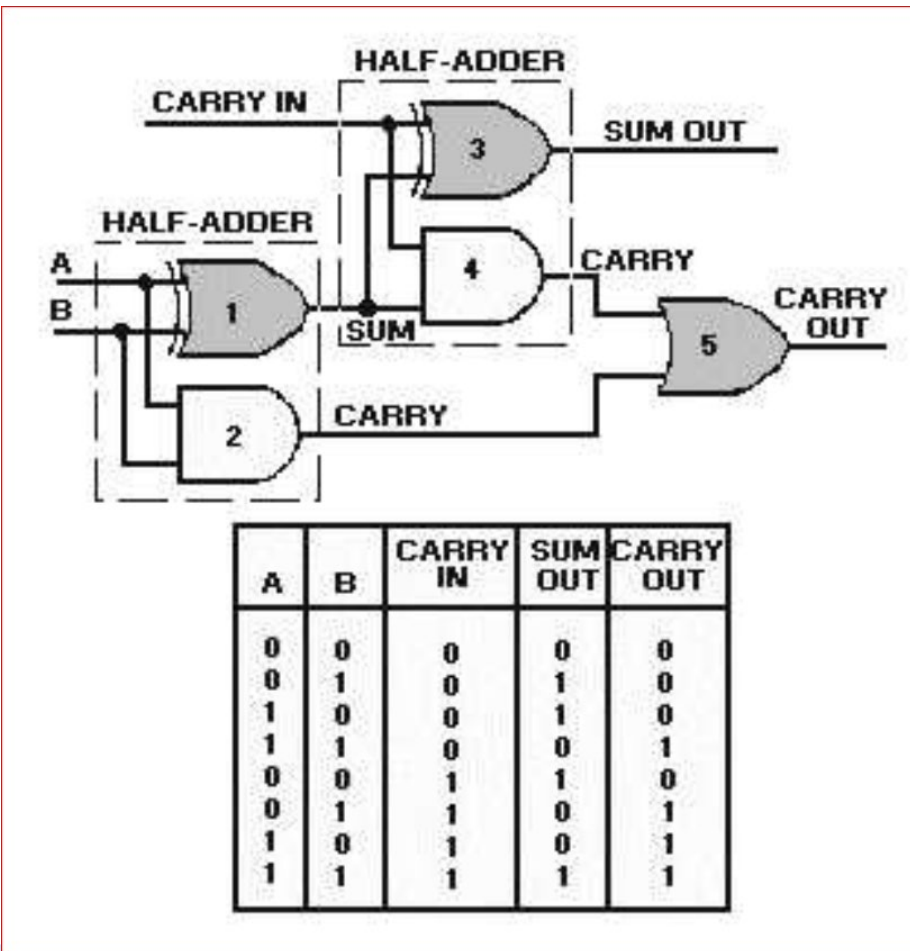 HALF-ADDER
CARRY IN
3
SUM OUT
HALF-ADDER
A
4
CARRY
B
1
SUM
5
CARRY
OUT
2
CARRY
A B CARRY IN SUM OUT CARRY OUT
0 0 0 0 0
0 1 0 1 0
1 0 0 1 0
1 1 0 0 1
0 0 1 1 0
0 1 1 0 1
1 0 1 0 1
1 1 1 1 1